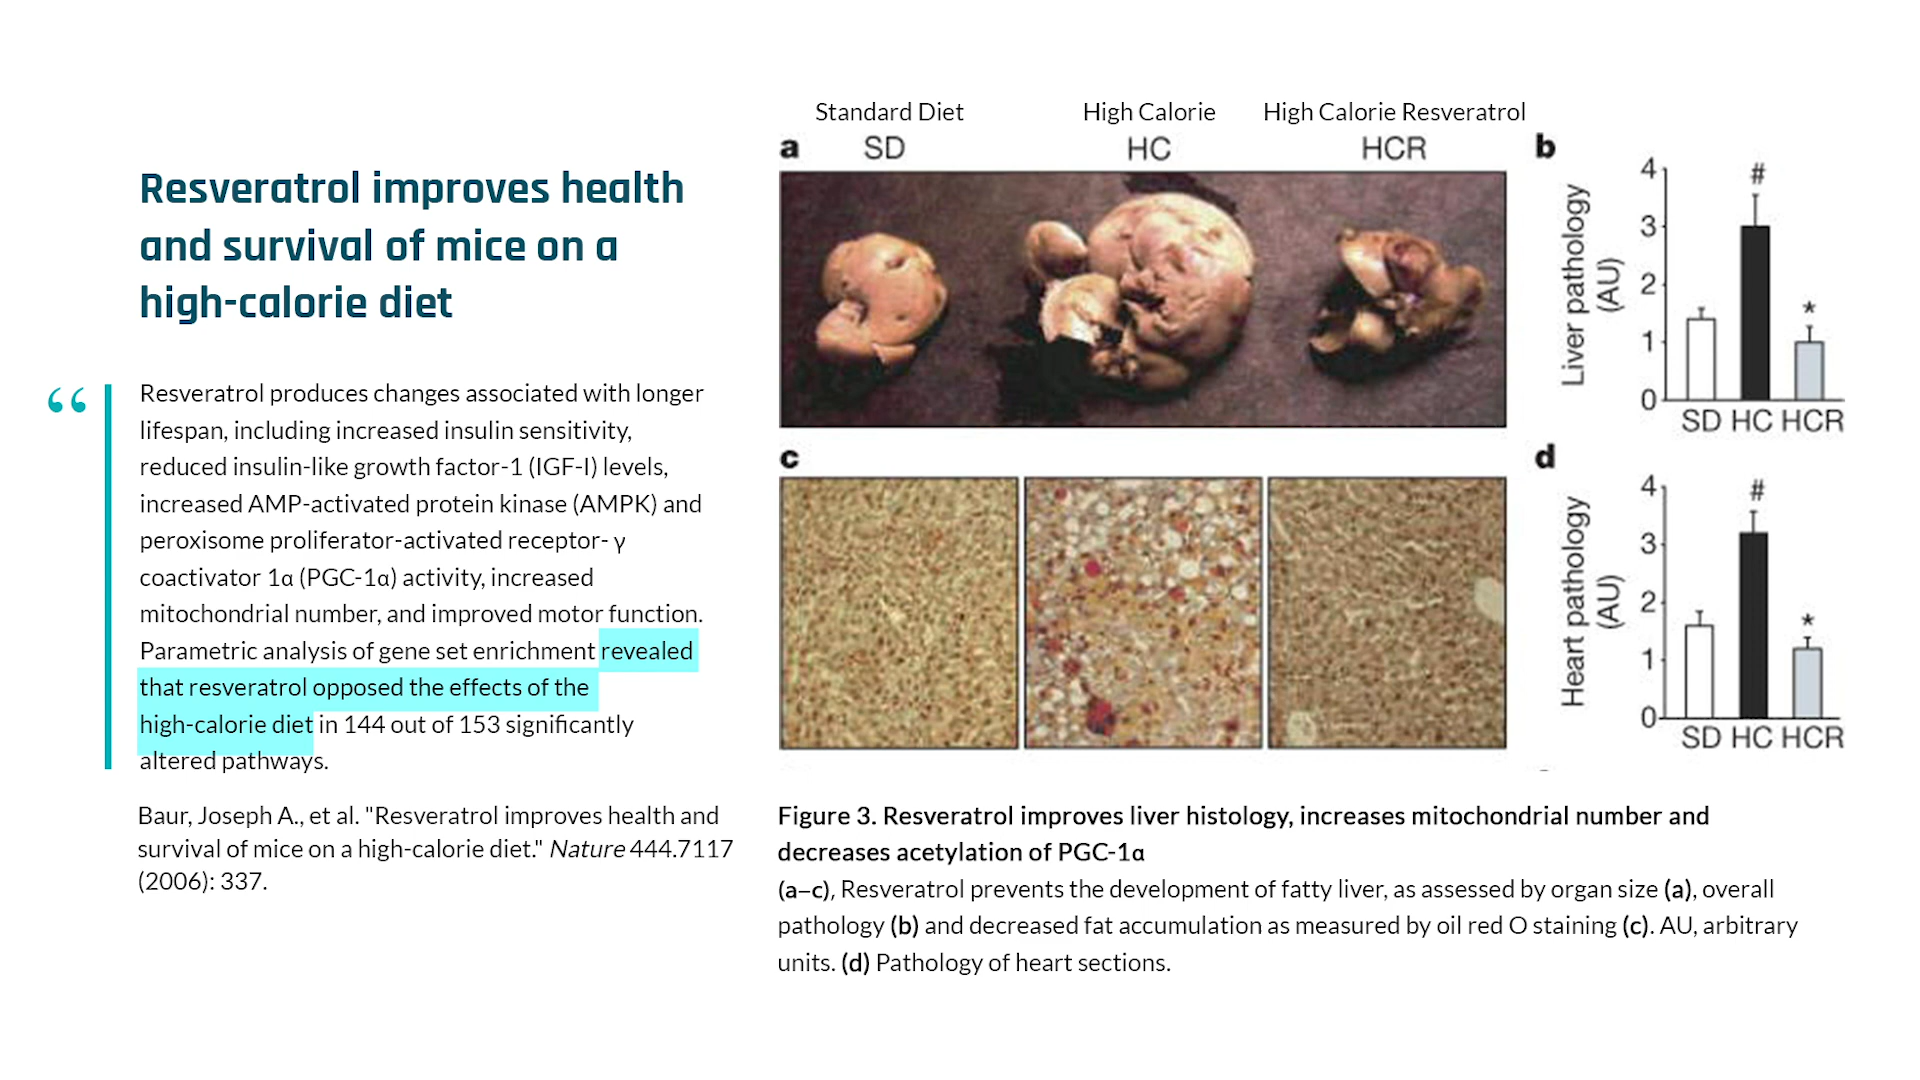 Resveratrol improves health
and survival of mice on a
high-calorie diet
“
Resveratrol produces changes associated with longer
lifespan, including increased insulin sensitivity,
reduced insulin-like growth factor-1 (IGF-I) levels,
increased AMP-activated protein kinase (AMPK) and
peroxisome proliferator-activated receptor- γ
coactivator 1α (PGC-1α) activity, increased
mitochondrial number, and improved motor function.
Parametric analysis of gene set enrichment revealed
that resveratrol opposed the effects of the
high-calorie diet in 144 out of 153 significantly
altered pathways.
Baur, Joseph A., et al. "Resveratrol improves health and
survival of mice on a high-calorie diet." Nature 444.7117
(2006): 337.
Standard Diet High Calorie High Calorie Resveratrol
a SD HC HCR
b
Liver pathology
(AU)
4
3
2
1
0
#
*
SD HC HCR
c
d
Heart pathology
(AU)
4
3
2
1
0
#
*
SD HC HCR
Figure 3. Resveratrol improves liver histology, increases mitochondrial number and
decreases acetylation of PGC-1α
(a–c), Resveratrol prevents the development of fatty liver, as assessed by organ size (a), overall
pathology (b) and decreased fat accumulation as measured by oil red O staining (c). AU, arbitrary
units. (d) Pathology of heart sections.